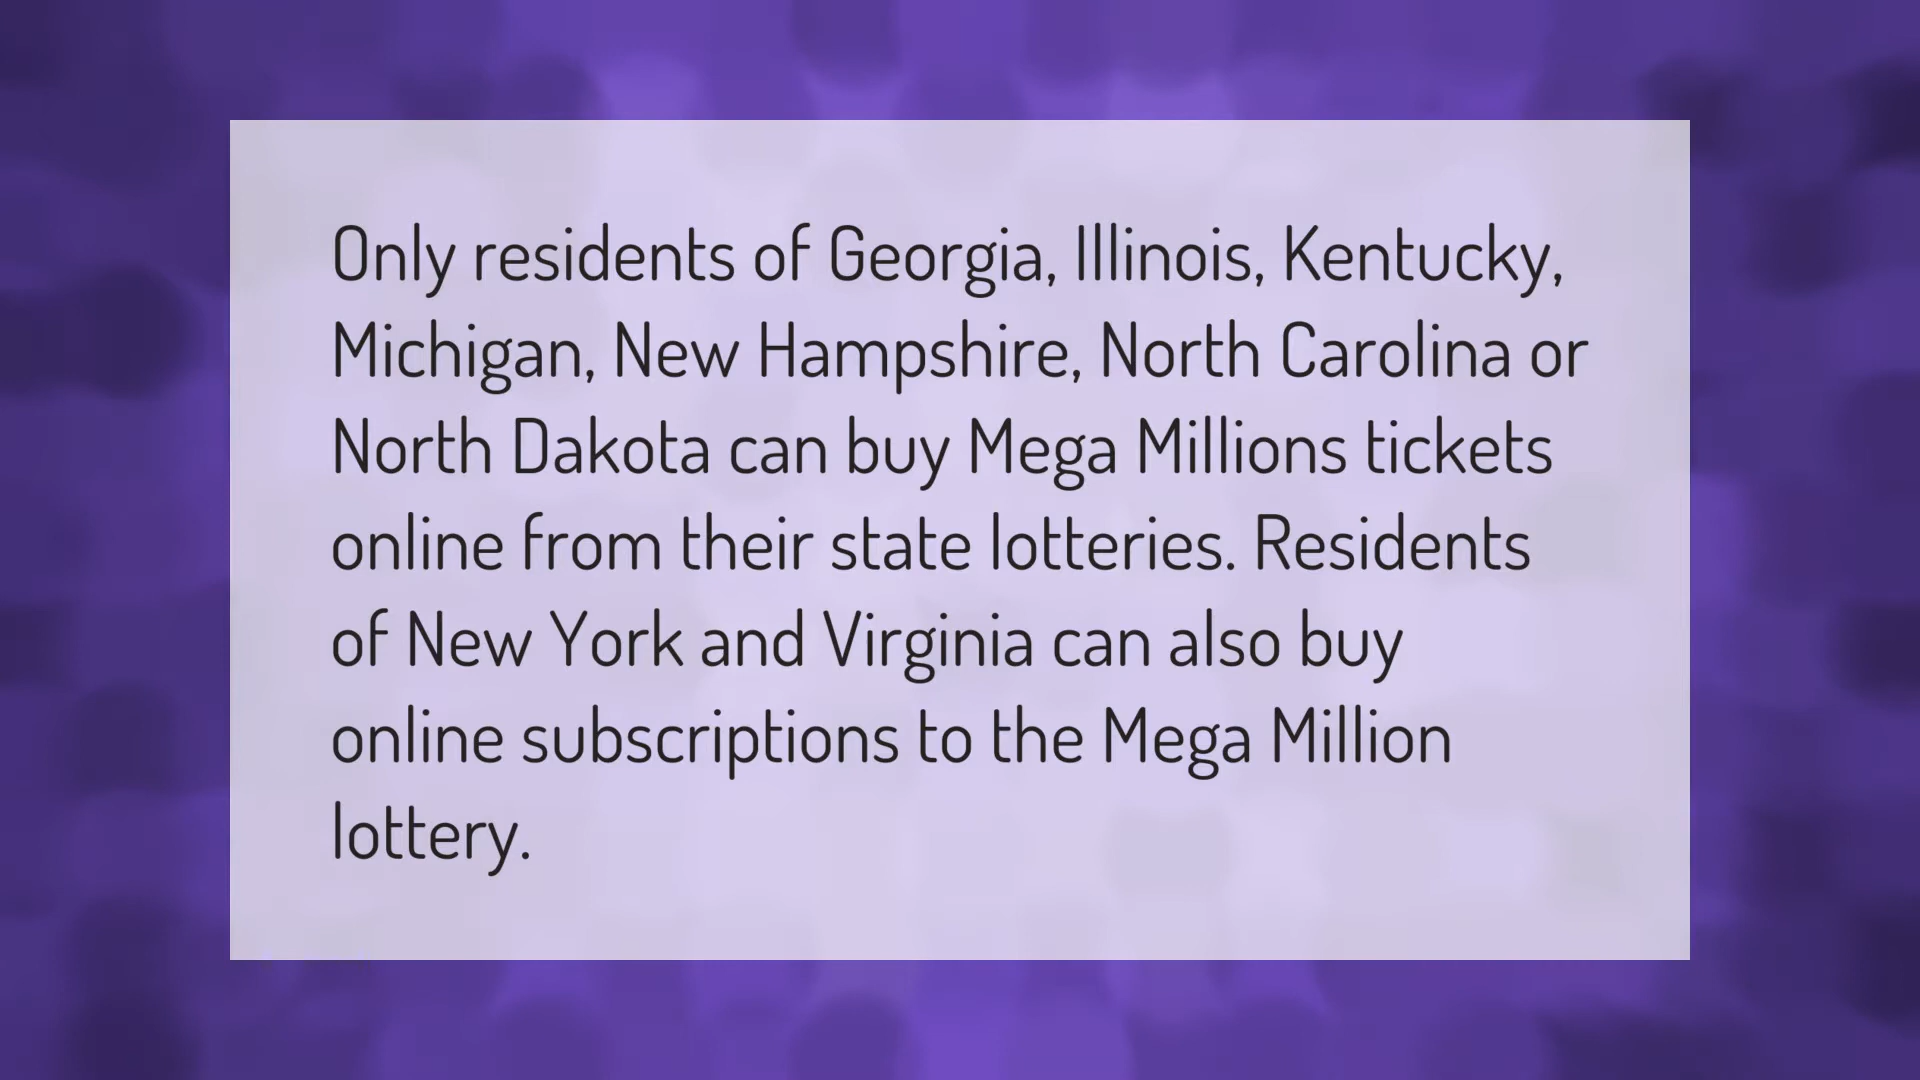 Only residents of Georgia, Illinois, Kentucky,
Michigan, New Hampshire, North Carolina or
North Dakota can buy Mega Millions tickets
online from their state lotteries. Residents
of New York and Virginia can also buy
online subscriptions to the Mega Million
lottery.